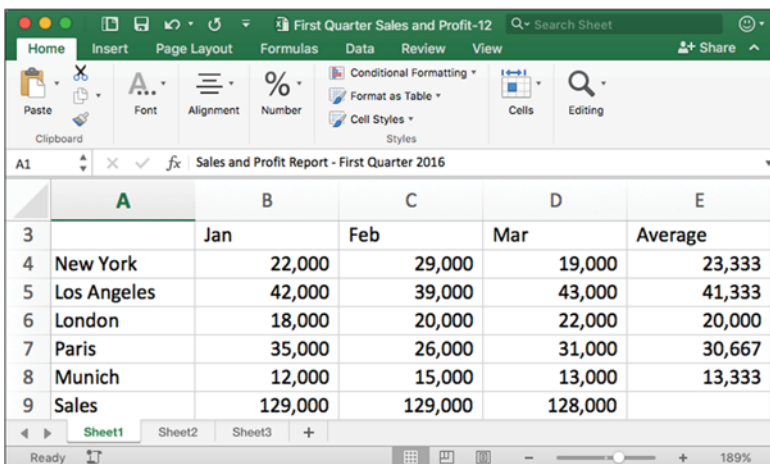 First Quarter Sales and Profit-12 Search Sheet
Home Insert Page Layout Formulas Data Review View Share
Paste Font Alignment % Number Conditional Formatting Format as Table Cell Styles Cells Editing
Clipboard Styles
A1 fx Sales and Profit Report - First Quarter 2016
A B C D E
3 Jan Feb Mar Average
4 New York 22,000 29,000 19,000 23,333
5 Los Angeles 42,000 39,000 43,000 41,333
6 London 18,000 20,000 22,000 20,000
7 Paris 35,000 26,000 31,000 30,667
8 Munich 12,000 15,000 13,000 13,333
9 Sales 129,000 129,000 128,000
Sheet1 Sheet2 Sheet3 +
Ready - + 189%